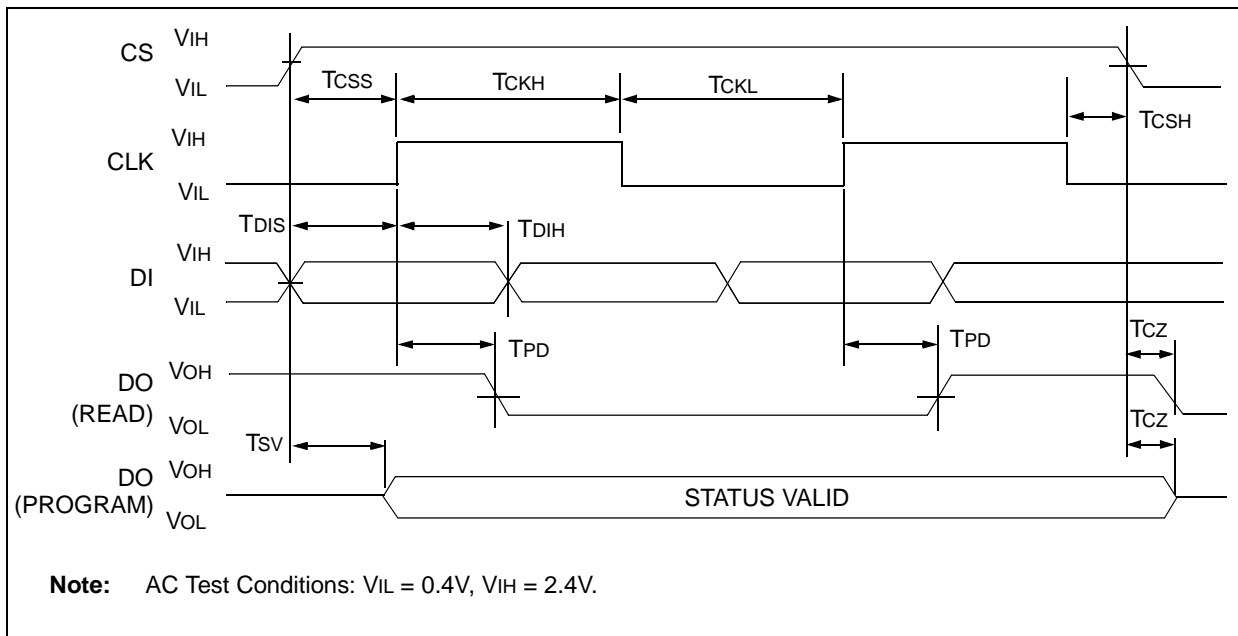 CS
VIH
VIL
TCSS
TCKH
TCKL
TCSH
CLK
VIH
VIL
TDIS
TDIH
DI
VIH
VIL
TPD
TPD
TCZ
DO
(READ)
VOH
VOL
TSV
TCZ
DO
(PROGRAM)
VOH
VOL
STATUS VALID
Note: AC Test Conditions: VIL = 0.4V, VIH = 2.4V.